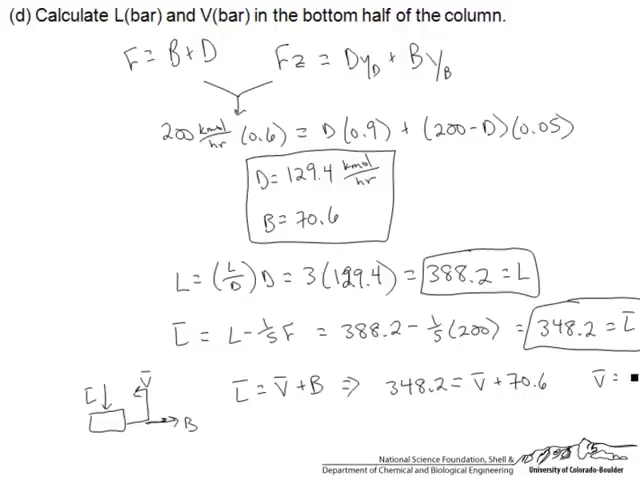 (d) Calculate L(bar) and V(bar) in the bottom half of the column.
F = B + D    Fz = Dy_D + By_B
200 kmol/hr (0.6) = D(0.9) + (200 - D)(0.05)
D = 129.4 kmol/hr
B = 70.6
L = (L/D) D = 3(129.4) = 388.2 = L
L̅ = L - 1/5 F = 388.2 - 1/5(200) = 348.2 = L̅
L̅ = V̅ + B ⇒ 348.2 = V̅ + 70.6    V̅ =
L̅ V̅
B
National Science Foundation, Shell &
Department of Chemical and Biological Engineering
University of Colorado-Boulder